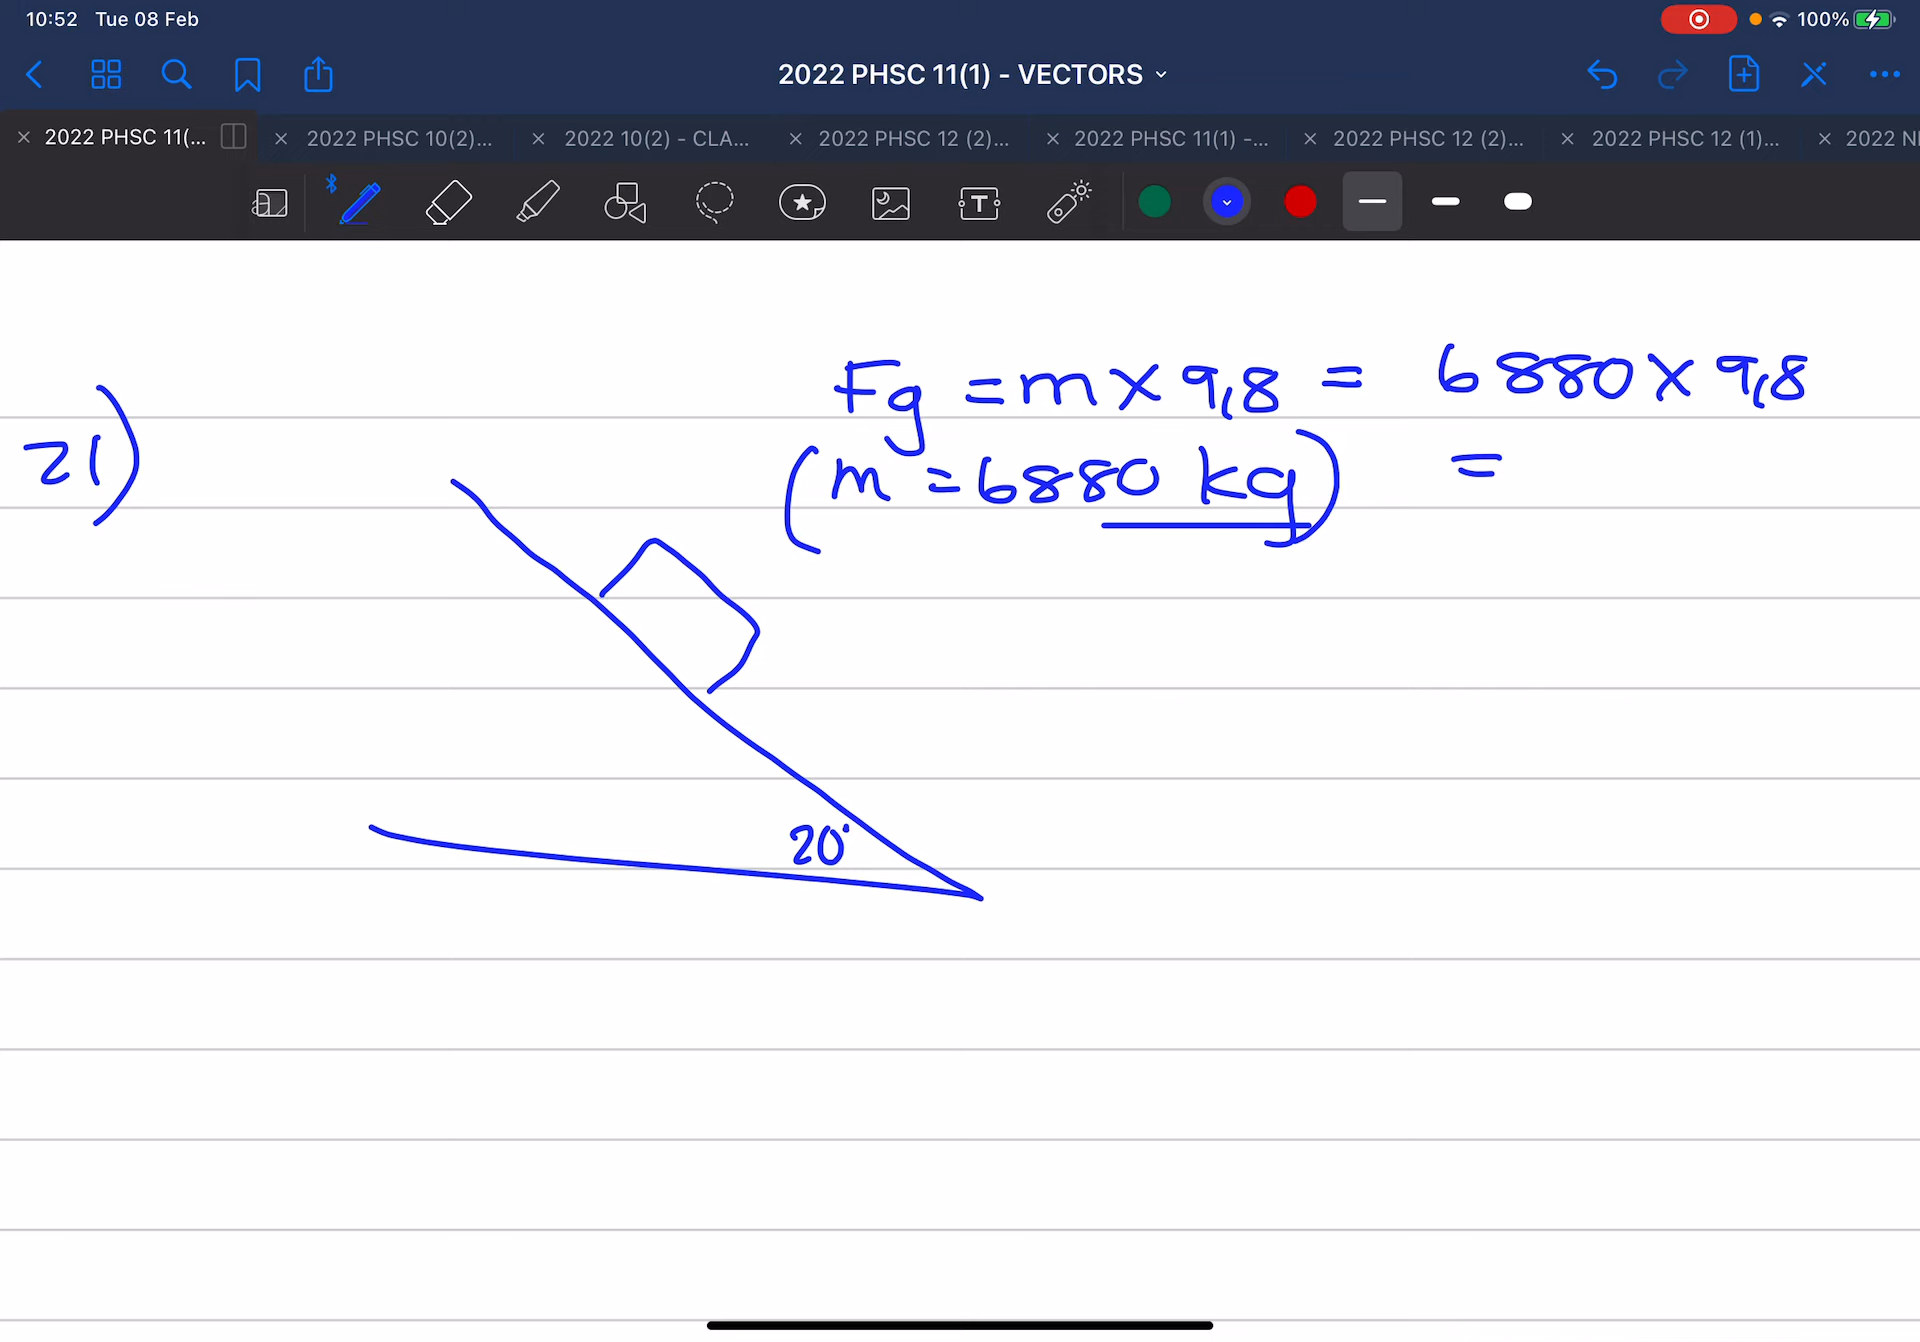 10:52 Tue 08 Feb 100%
2022 PHSC 11(1) - VECTORS
2022 PHSC 11(... 2022 PHSC 10(2)... 2022 10(2) - CLA... 2022 PHSC 12 (2)... 2022 PHSC 11(1) -... 2022 PHSC 12 (2)... 2022 PHSC 12 (1)... 2022 N
T
Fg = m × 9,8 = 6880 × 9,8
21) (m = 6880 kg) =
20°